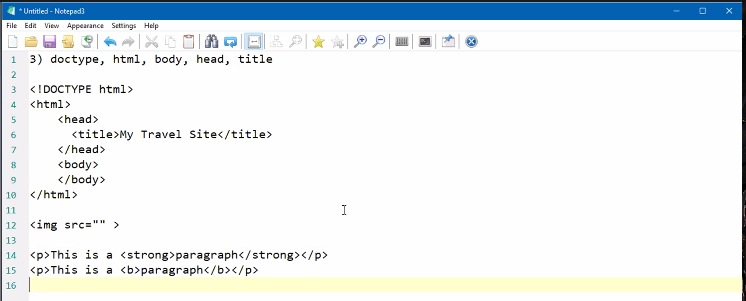 * Untitled - Notepad3
File Edit View Appearance Settings Help
1 3) doctype, html, body, head, title
2
3 <!DOCTYPE html>
4 <html>
5 <head>
6 <title>My Travel Site</title>
7 </head>
8 <body>
9 </body>
10 </html>
11
12 <img src="" >
13
14 <p>This is a <strong>paragraph</strong></p>
15 <p>This is a <b>paragraph</b></p>
16